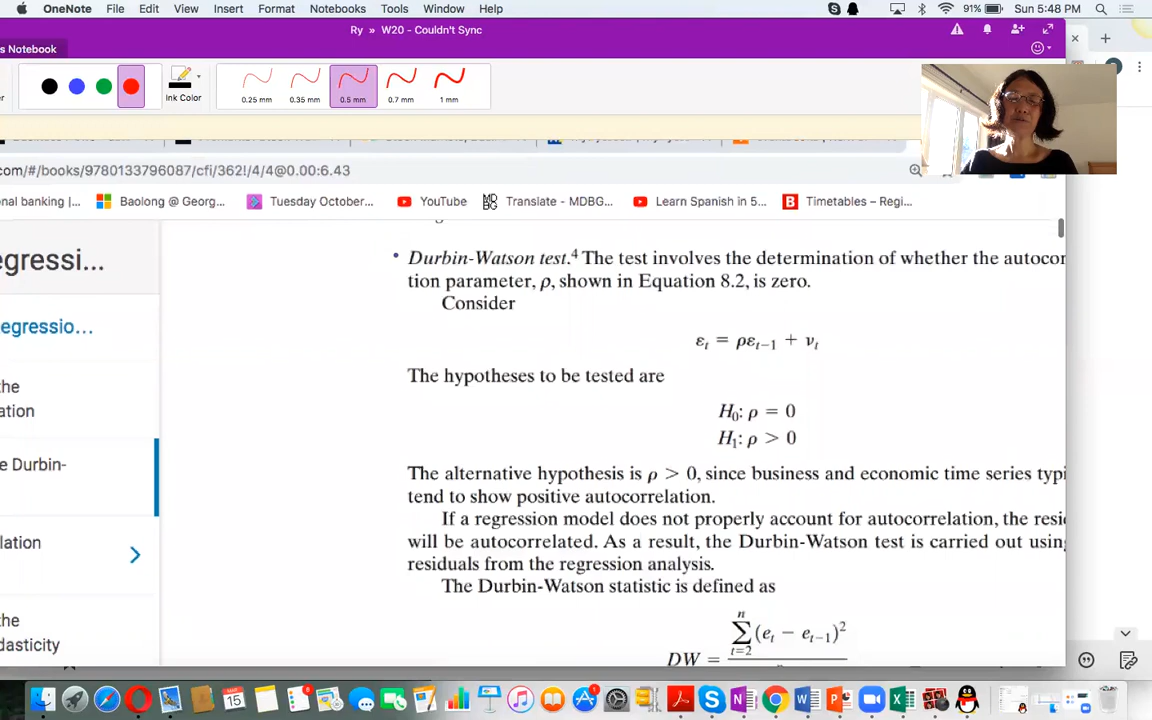 OneNote File Edit View Insert Format Notebooks Tools Window Help 91% Sun 5:48 PM
Ry » W20 - Couldn't Sync
s Notebook
0.25 mm 0.35 mm 0.5 mm 0.7 mm 1 mm
Ink Color
com/#/books/9780133796087/cfi/362!/4/4@0.00:6.43
nal banking |... Baolong @ Georg... Tuesday October... YouTube Translate - MDBG... Learn Spanish in 5... Timetables – Regi...
egressi...
egressio...
the
ation
e Durbin-
lation
the
dasticity
• Durbin-Watson test.4 The test involves the determination of whether the autocor
tion parameter, ρ, shown in Equation 8.2, is zero.
Consider
εt = ρεt−1 + νt
The hypotheses to be tested are
H0: ρ = 0
H1: ρ > 0
The alternative hypothesis is ρ > 0, since business and economic time series typi
tend to show positive autocorrelation.
If a regression model does not properly account for autocorrelation, the resi
will be autocorrelated. As a result, the Durbin-Watson test is carried out using
residuals from the regression analysis.
The Durbin-Watson statistic is defined as
n
∑(et − et−1)2
t=2
DW =